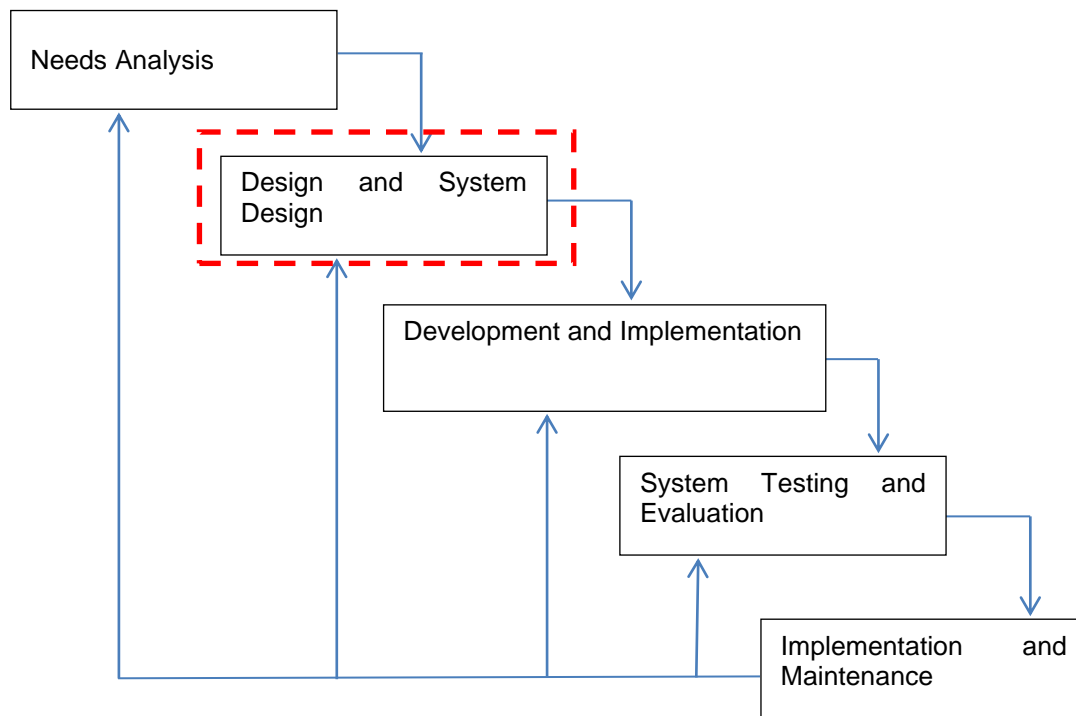 Needs Analysis
Design and System
Design
Development and Implementation
System Testing and
Evaluation
Implementation and
Maintenance